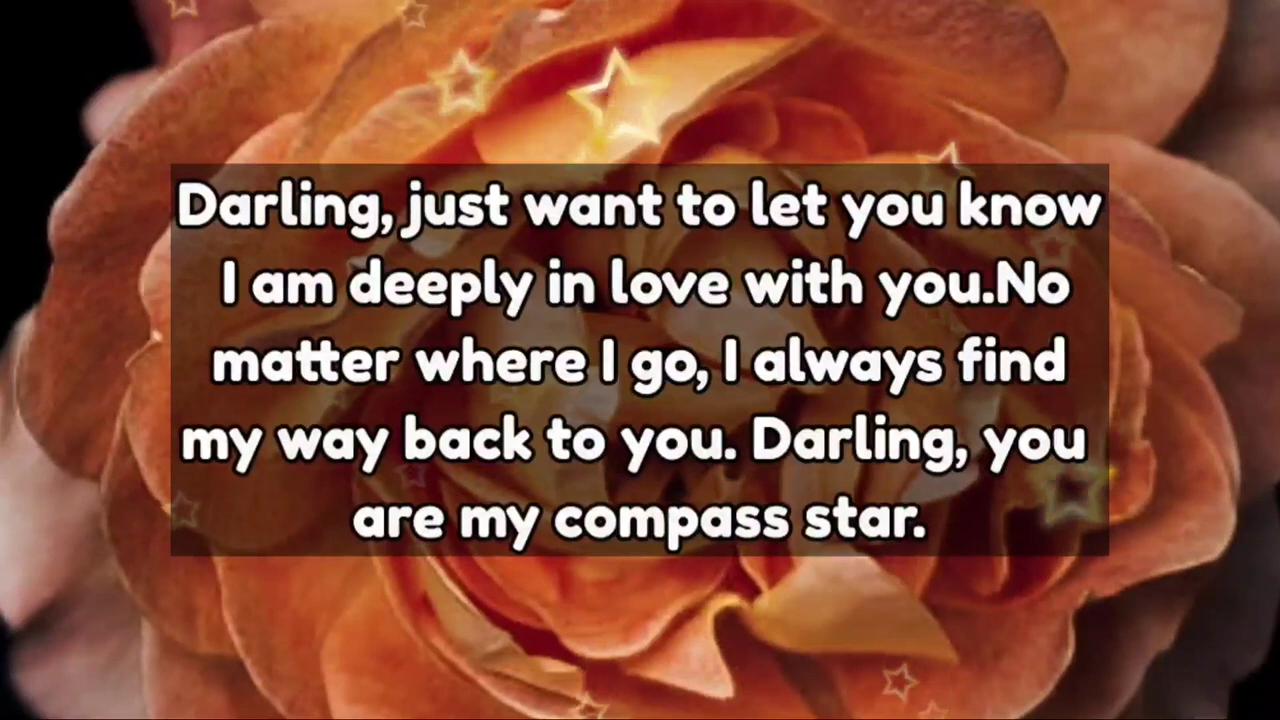 Darling, just want to let you know
I am deeply in love with you.No
matter where I go, I always find
my way back to you. Darling, you
are my compass star.